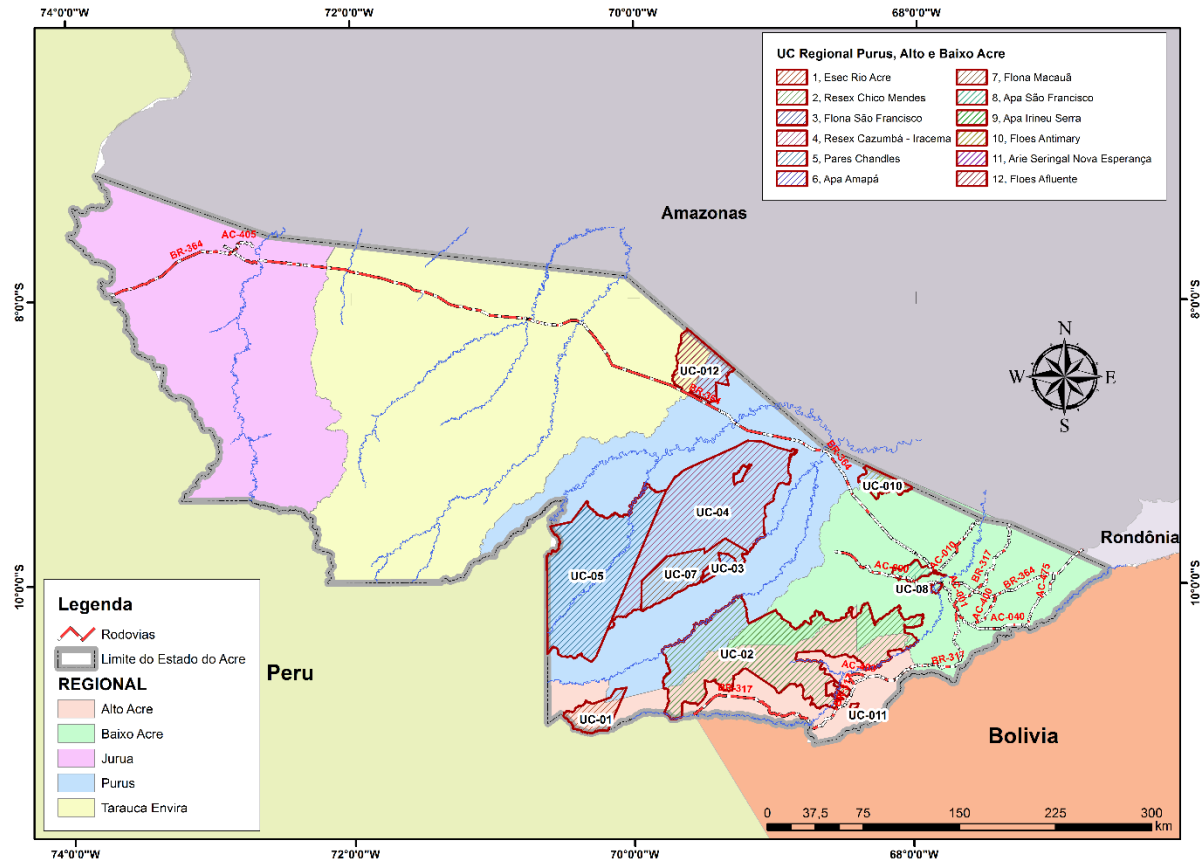 74°0'0"W
72°0'0"W
70°0'0"W
68°0'0"W
UC Regional Purus, Alto e Baixo Acre
1, Esec Rio Acre
2, Resex Chico Mendes
3, Flona São Francisco
4, Resex Cazumbá - Iracema
5, Pares Chandles
6, Apa Amapá
7, Flona Macauã
8, Apa São Francisco
9, Apa Irineu Serra
10, Floes Antimary
11, Arie Seringal Nova Esperança
12, Floes Afluente
Amazonas
AC-405
BR-364
8°0'0"S
8°0'0"S
N
W
E
S
UC-012
BR-364
BR-364
UC-010
UC-04
Rondônia
UC-05
UC-07
UC-03
AC-010
BR-317
BR-364
AC-475
UC-08
AC-040
10°0'0"S
10°0'0"S
UC-02
BR-317
BR-317
UC-01
UC-011
Peru
Bolivia
Legenda
Rodovias
Limite do Estado do Acre
REGIONAL
Alto Acre
Baixo Acre
Jurua
Purus
Tarauca Envira
0 37,5 75 150 225 300
km
74°0'0"W
72°0'0"W
70°0'0"W
68°0'0"W